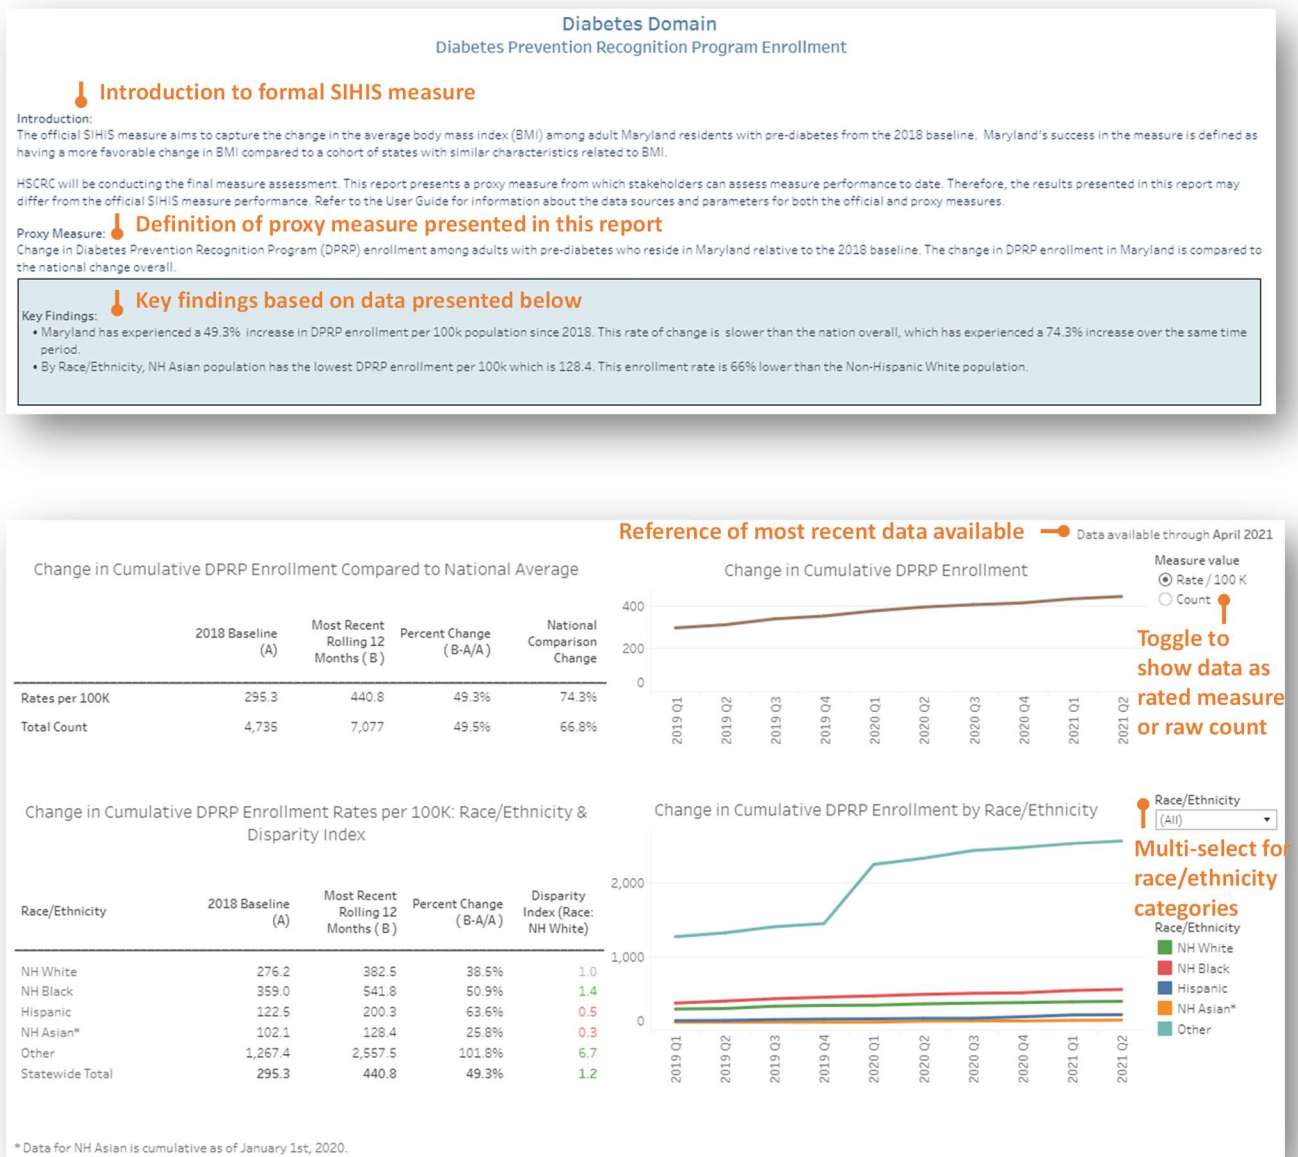 Diabetes Domain
Diabetes Prevention Recognition Program Enrollment
Introduction to formal SIHIS measure
Introduction:
The official SIHIS measure aims to capture the change in the average body mass index (BMI) among adult Maryland residents with pre-diabetes from the 2018 baseline. Maryland's success in the measure is defined as
having a more favorable change in BMI compared to a cohort of states with similar characteristics related to BMI.
HSCRC will be conducting the final measure assessment. This report presents a proxy measure from which stakeholders can assess measure performance to date. Therefore, the results presented in this report may
differ from the official SIHIS measure performance. Refer to the User Guide for information about the data sources and parameters for both the official and proxy measures.
Definition of proxy measure presented in this report
Proxy Measure:
Change in Diabetes Prevention Recognition Program (DPRP) enrollment among adults with pre-diabetes who reside in Maryland relative to the 2018 baseline. The change in DPRP enrollment in Maryland is compared to
the national change overall.
Key findings based on data presented below
Key Findings:
• Maryland has experienced a 49.3% increase in DPRP enrollment per 100k population since 2018. This rate of change is slower than the nation overall, which has experienced a 74.3% increase over the same time
period.
• By Race/Ethnicity, NH Asian population has the lowest DPRP enrollment per 100k which is 128.4. This enrollment rate is 66% lower than the Non-Hispanic White population.
Reference of most recent data available
Data available through April 2021
Change in Cumulative DPRP Enrollment Compared to National Average
2018 Baseline (A) Most Recent Rolling 12 Months ( B ) Percent Change ( B-A/A ) National Comparison Change
Rates per 100K 295.3 440.8 49.3% 74.3%
Total Count 4,735 7,077 49.5% 66.8%
Change in Cumulative DPRP Enrollment
400
200
0
2019 Q1 2019 Q2 2019 Q3 2019 Q4 2020 Q1 2020 Q2 2020 Q3 2020 Q4 2021 Q1 2021 Q2
Measure value
Rate / 100 K
Count
Toggle to
show data as
rated measure
or raw count
Change in Cumulative DPRP Enrollment Rates per 100K: Race/Ethnicity &
Disparity Index
Race/Ethnicity 2018 Baseline (A) Most Recent Rolling 12 Months ( B ) Percent Change ( B-A/A ) Disparity Index (Race: NH White)
NH White 276.2 382.5 38.5% 1.0
NH Black 359.0 541.8 50.9% 1.4
Hispanic 122.5 200.3 63.6% 0.5
NH Asian* 102.1 128.4 25.8% 0.3
Other 1,267.4 2,557.5 101.8% 6.7
Statewide Total 295.3 440.8 49.3% 1.2
Change in Cumulative DPRP Enrollment by Race/Ethnicity
2,000
1,000
0
2019 Q1 2019 Q2 2019 Q3 2019 Q4 2020 Q1 2020 Q2 2020 Q3 2020 Q4 2021 Q1 2021 Q2
Race/Ethnicity
(All)
Multi-select for
race/ethnicity
categories
Race/Ethnicity
NH White
NH Black
Hispanic
NH Asian*
Other
* Data for NH Asian is cumulative as of January 1st, 2020.